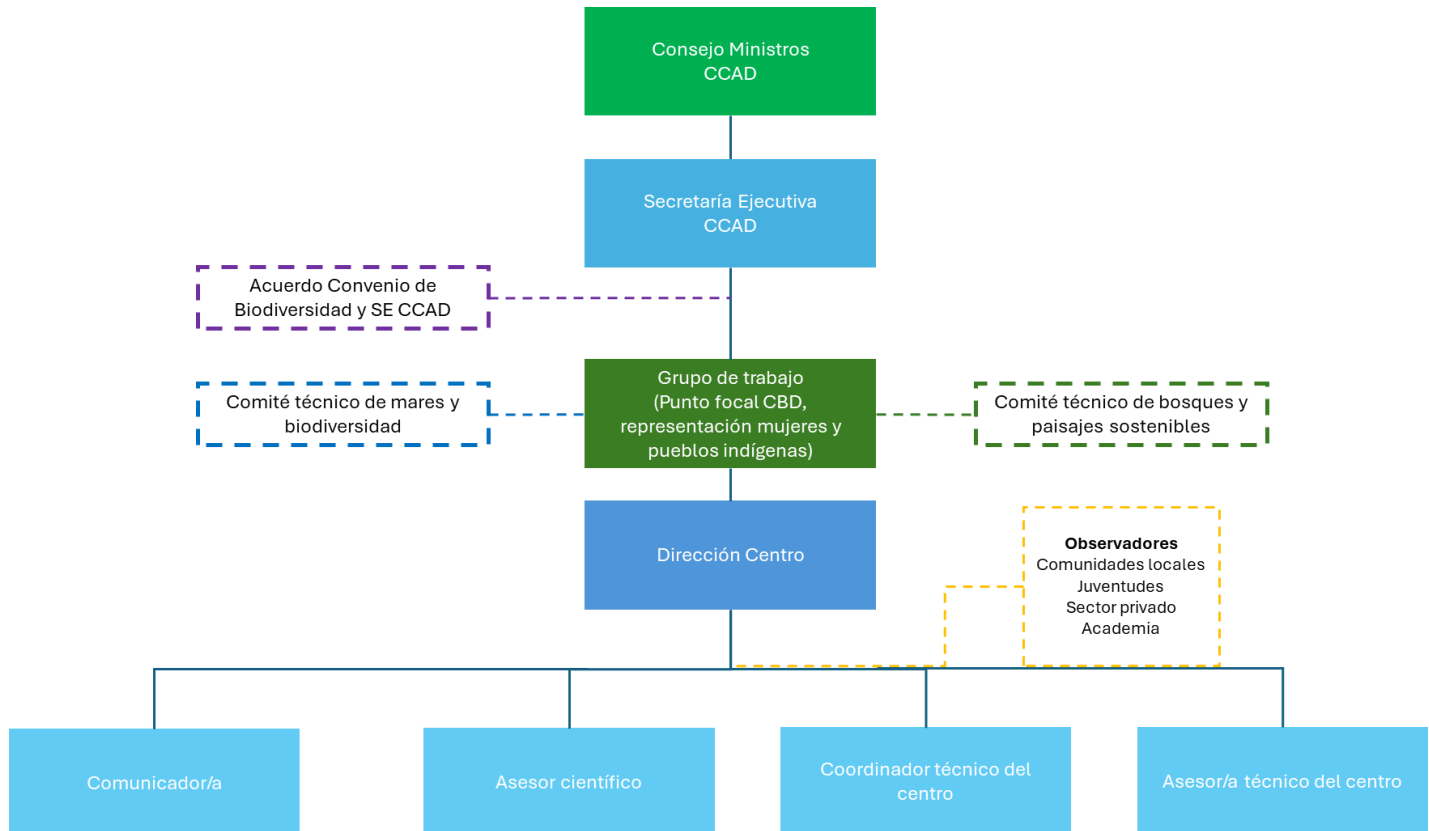 Consejo Ministros
CCAD
Secretaría Ejecutiva
CCAD
Acuerdo Convenio de
Biodiversidad y SE CCAD
Comité técnico de mares y
biodiversidad
Grupo de trabajo
(Punto focal CBD,
representación mujeres y
pueblos indígenas)
Comité técnico de bosques y
paisajes sostenibles
Dirección Centro
Observadores
Comunidades locales
Juventudes
Sector privado
Academia
Comunicador/a
Asesor científico
Coordinador técnico del
centro
Asesor/a técnico del centro